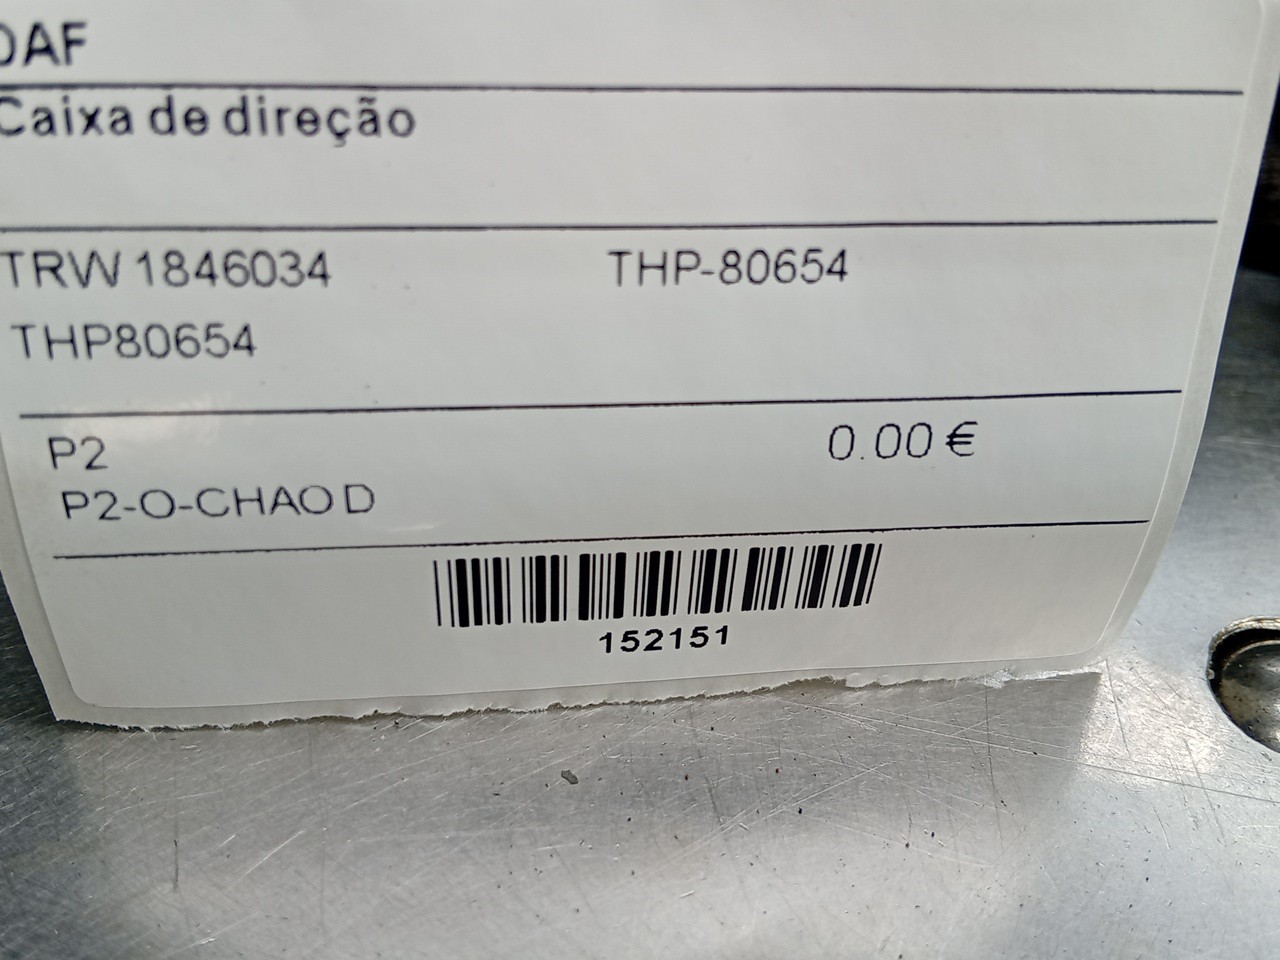 DAF
Caixa de direção
TRW 1846034 THP-80654
THP80654
P2 0.00 €
P2-O-CHAO D
152151